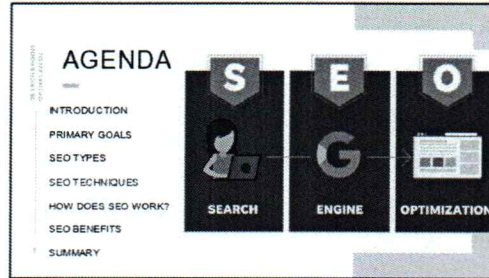 AGENDA
INTRODUCTION
PRIMARY GOALS
SEO TYPES
SEO TECHNIQUES
HOW DOES SEO WORK?
SEO BENEFITS
SUMMARY
S E O
G
SEARCH ENGINE OPTIMIZATION